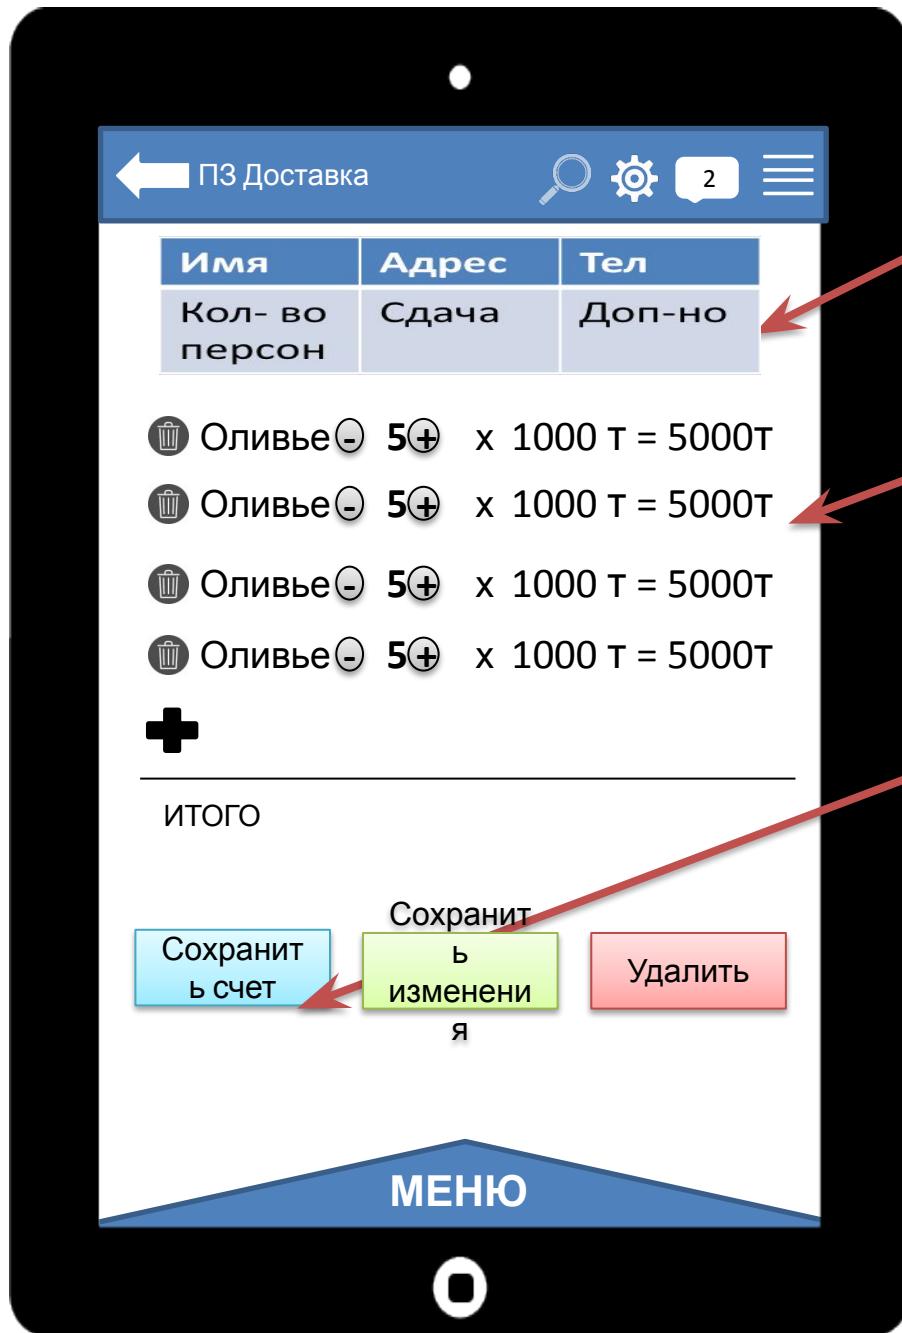 ПЗ Доставка 2
Имя Адрес Тел
Кол- во Сдача Доп-но
персон
Оливье - 5 + х 1000 т = 5000т
Оливье - 5 + х 1000 т = 5000т
Оливье - 5 + х 1000 т = 5000т
Оливье - 5 + х 1000 т = 5000т
ИТОГО
Сохранит
ь счет
Сохранит
ь
изменени
я
Удалить
МЕНЮ